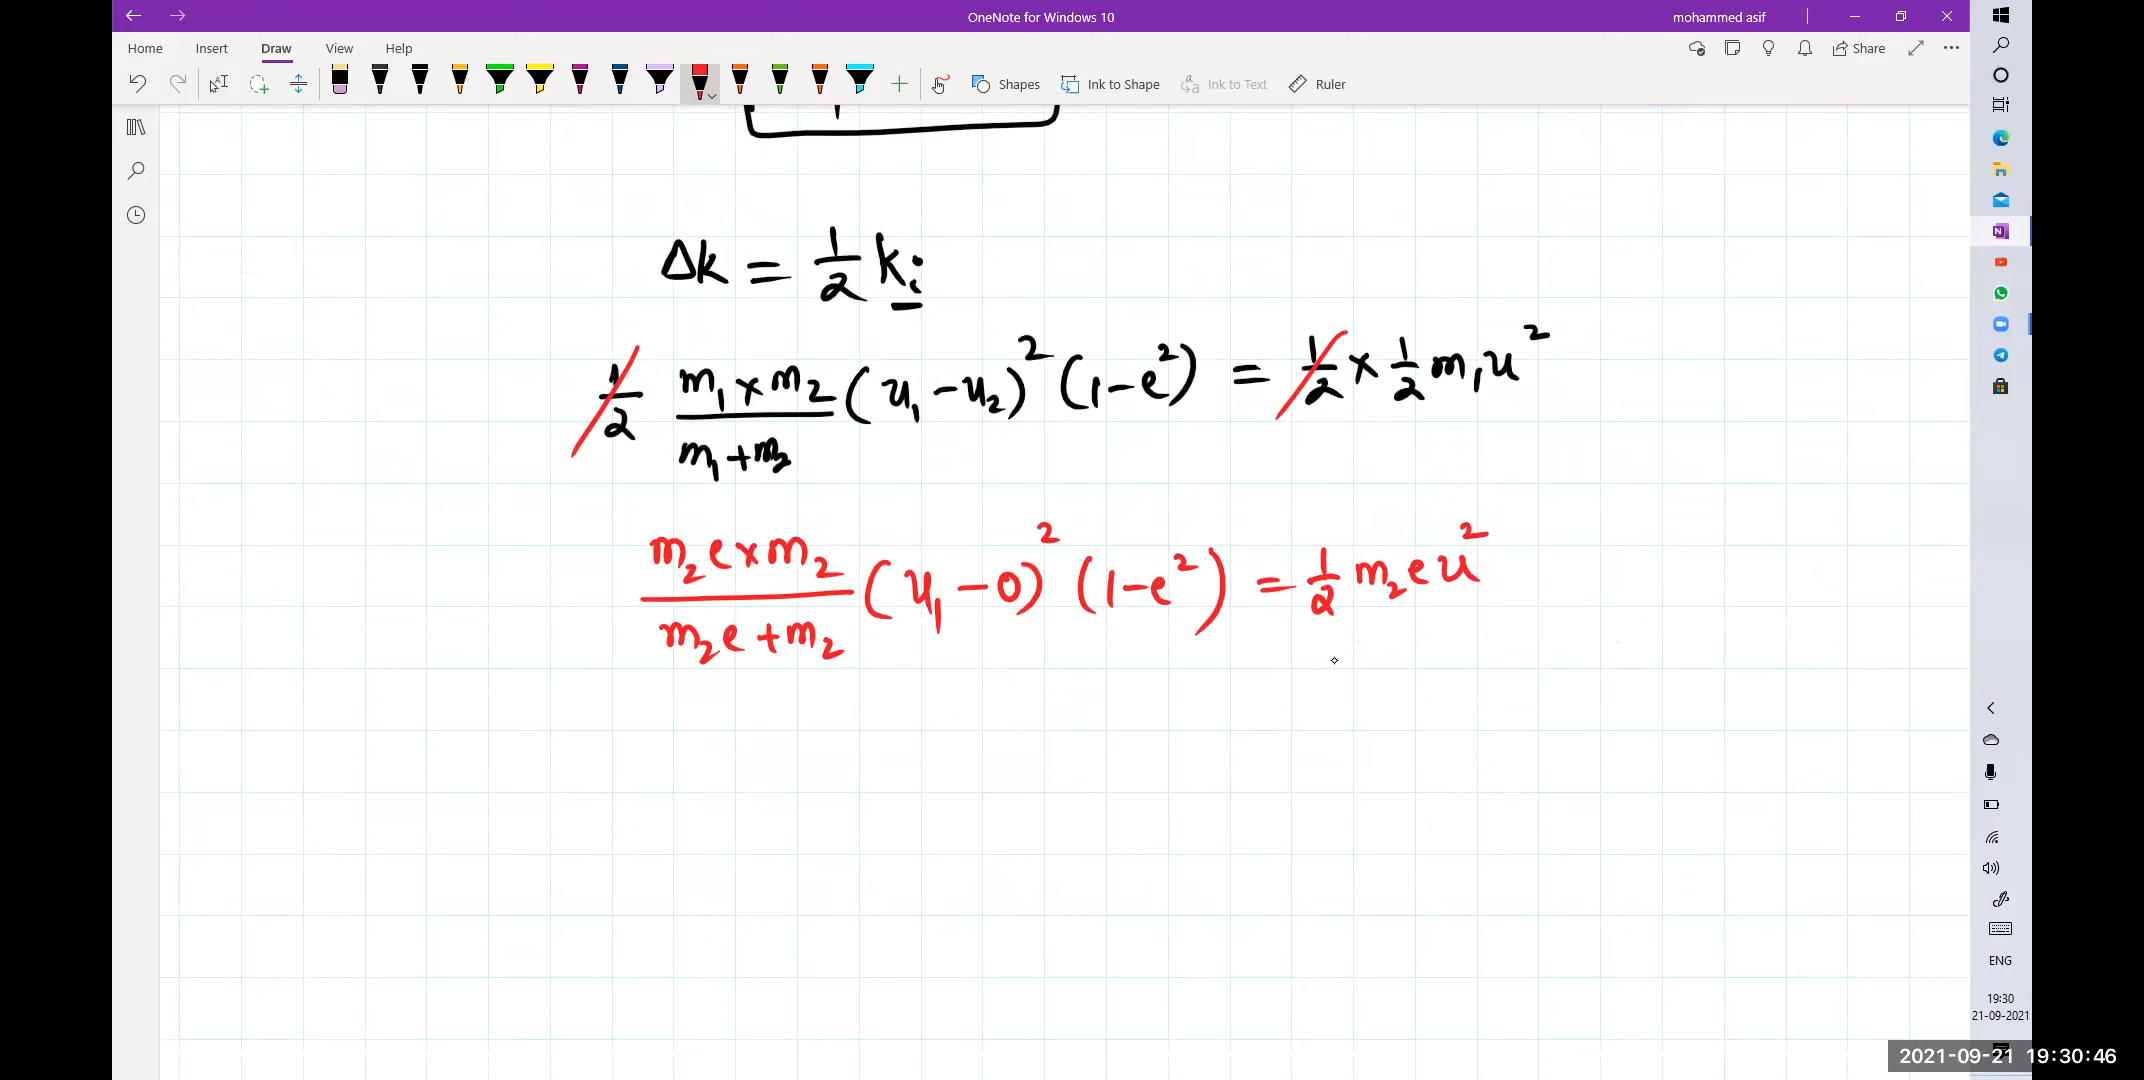 OneNote for Windows 10
mohammed asif
Home Insert Draw View Help
Share
Shapes Ink to Shape Ink to Text Ruler
Δk = 1/2 ki
1/2 m₁ × m₂/m₁ + m₂ (u₁ − u₂)² (1 − e²) = 1/2 × 1/2 m₁u²
m₂e × m₂/m₂e + m₂ (u₁ − 0)² (1 − e²) = 1/2 m₂eu²
ENG
19:30
21-09-2021
2021-09-21 19:30:46